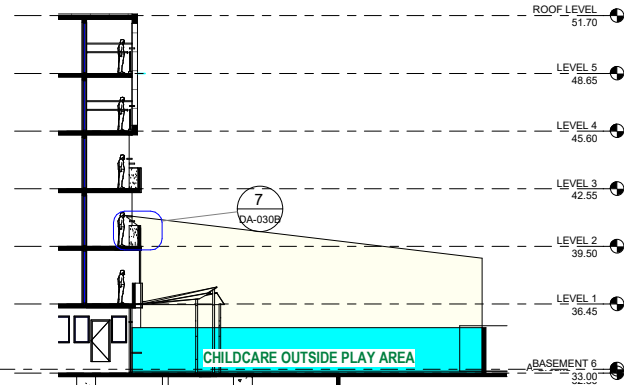 ROOF LEVEL
51.70
LEVEL 5
48.65
LEVEL 4
45.60
LEVEL 3
42.55
7
DA-030B
LEVEL 2
39.50
LEVEL 1
36.45
CHILDCARE OUTSIDE PLAY AREA
BASEMENT 6
33.00